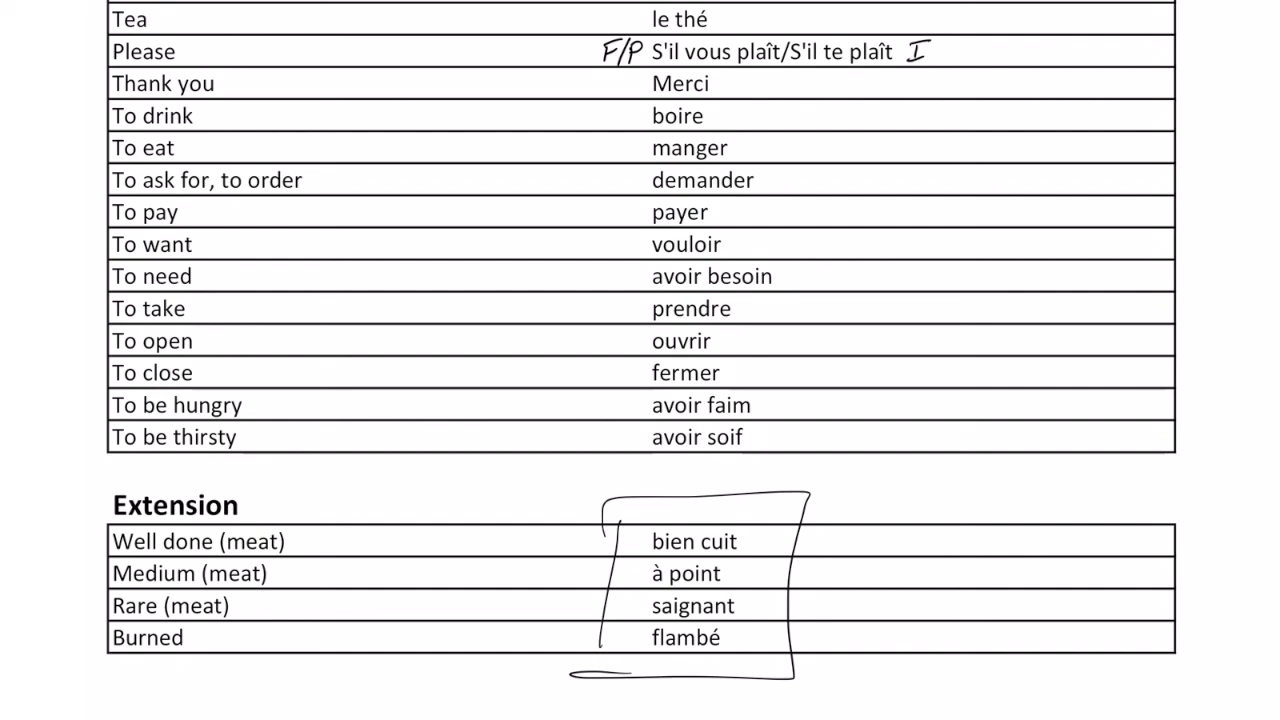 Tea le thé
Please F/P S'il vous plaît/S'il te plaît I
Thank you Merci
To drink boire
To eat manger
To ask for, to order demander
To pay payer
To want vouloir
To need avoir besoin
To take prendre
To open ouvrir
To close fermer
To be hungry avoir faim
To be thirsty avoir soif
Extension
Well done (meat) bien cuit
Medium (meat) à point
Rare (meat) saignant
Burned flambé